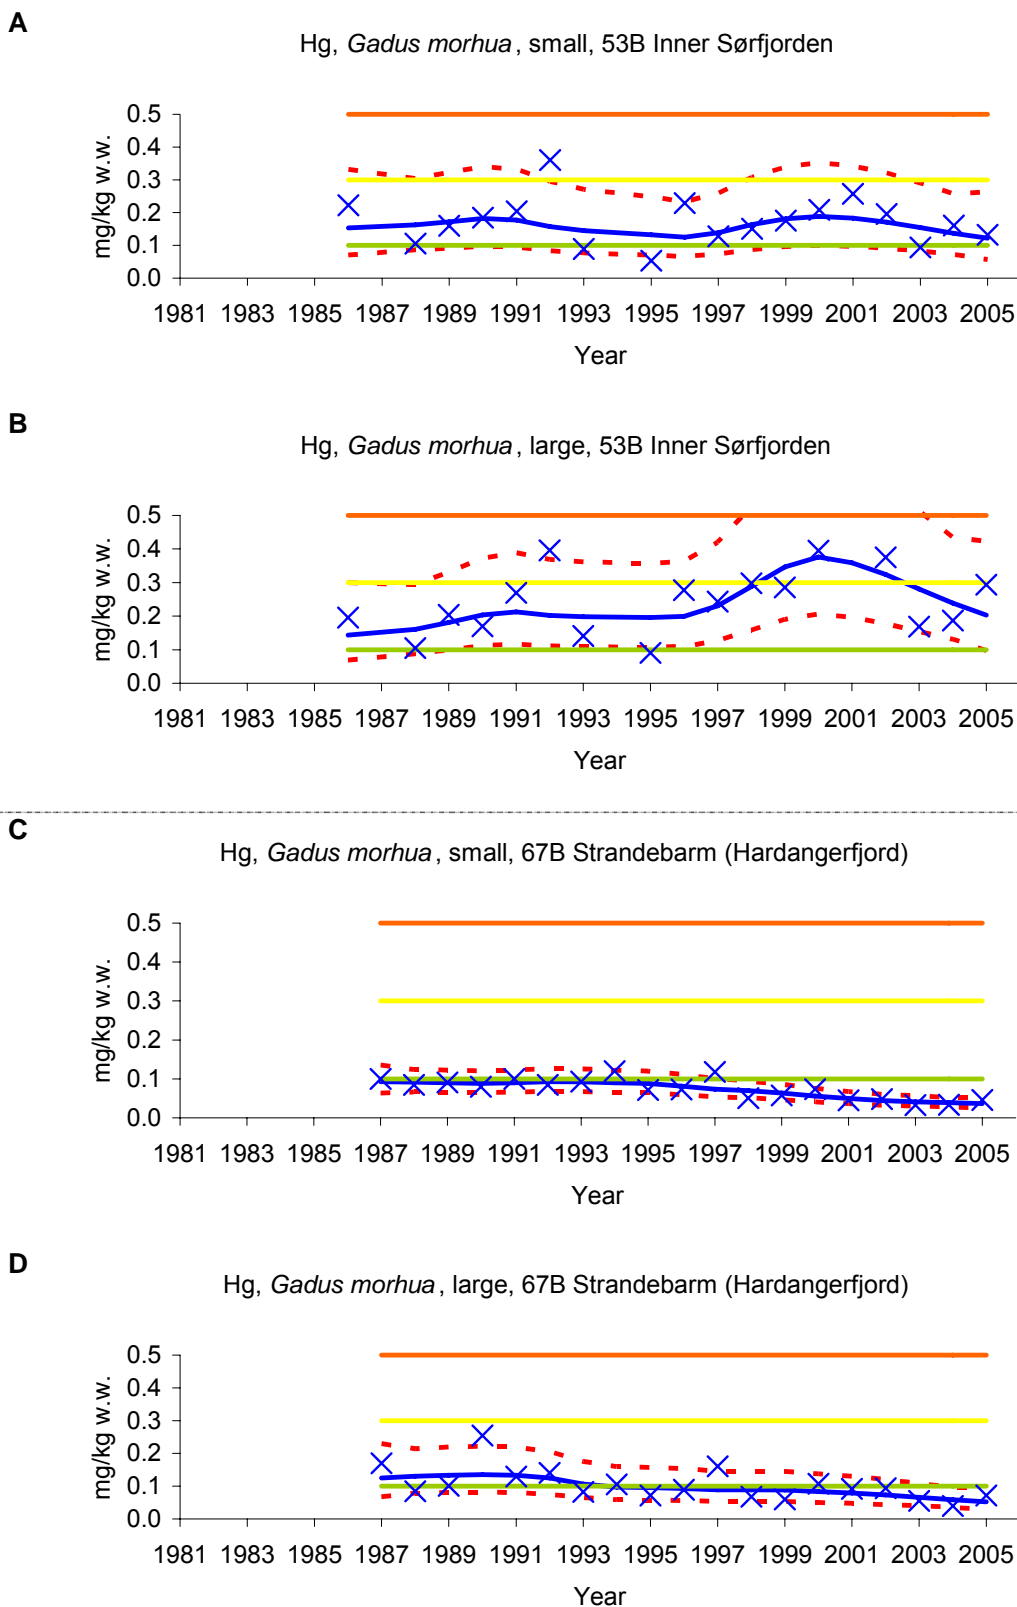 A
Hg, Gadus morhua, small, 53B Inner Sørfjorden
mg/kg w.w.
0.5
0.4
0.3
0.2
0.1
0.0
1981 1983 1985 1987 1989 1991 1993 1995 1997 1999 2001 2003 2005
Year
B
Hg, Gadus morhua, large, 53B Inner Sørfjorden
mg/kg w.w.
0.5
0.4
0.3
0.2
0.1
0.0
1981 1983 1985 1987 1989 1991 1993 1995 1997 1999 2001 2003 2005
Year
C
Hg, Gadus morhua, small, 67B Strandebarm (Hardangerfjord)
mg/kg w.w.
0.5
0.4
0.3
0.2
0.1
0.0
1981 1983 1985 1987 1989 1991 1993 1995 1997 1999 2001 2003 2005
Year
D
Hg, Gadus morhua, large, 67B Strandebarm (Hardangerfjord)
mg/kg w.w.
0.5
0.4
0.3
0.2
0.1
0.0
1981 1983 1985 1987 1989 1991 1993 1995 1997 1999 2001 2003 2005
Year